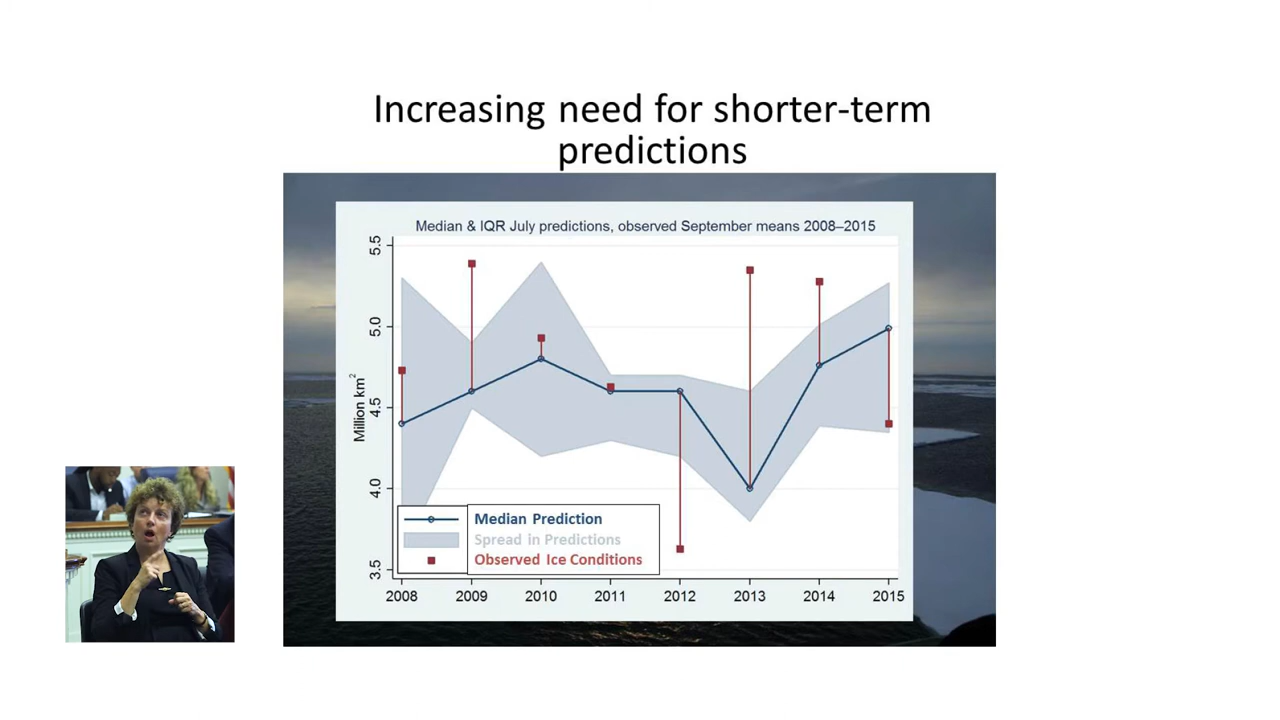 Increasing need for shorter-term
predictions
Median & IQR July predictions, observed September means 2008–2015
Million km²
5.5
5.0
4.5
4.0
3.5
Median Prediction
Spread in Predictions
Observed Ice Conditions
2008 2009 2010 2011 2012 2013 2014 2015